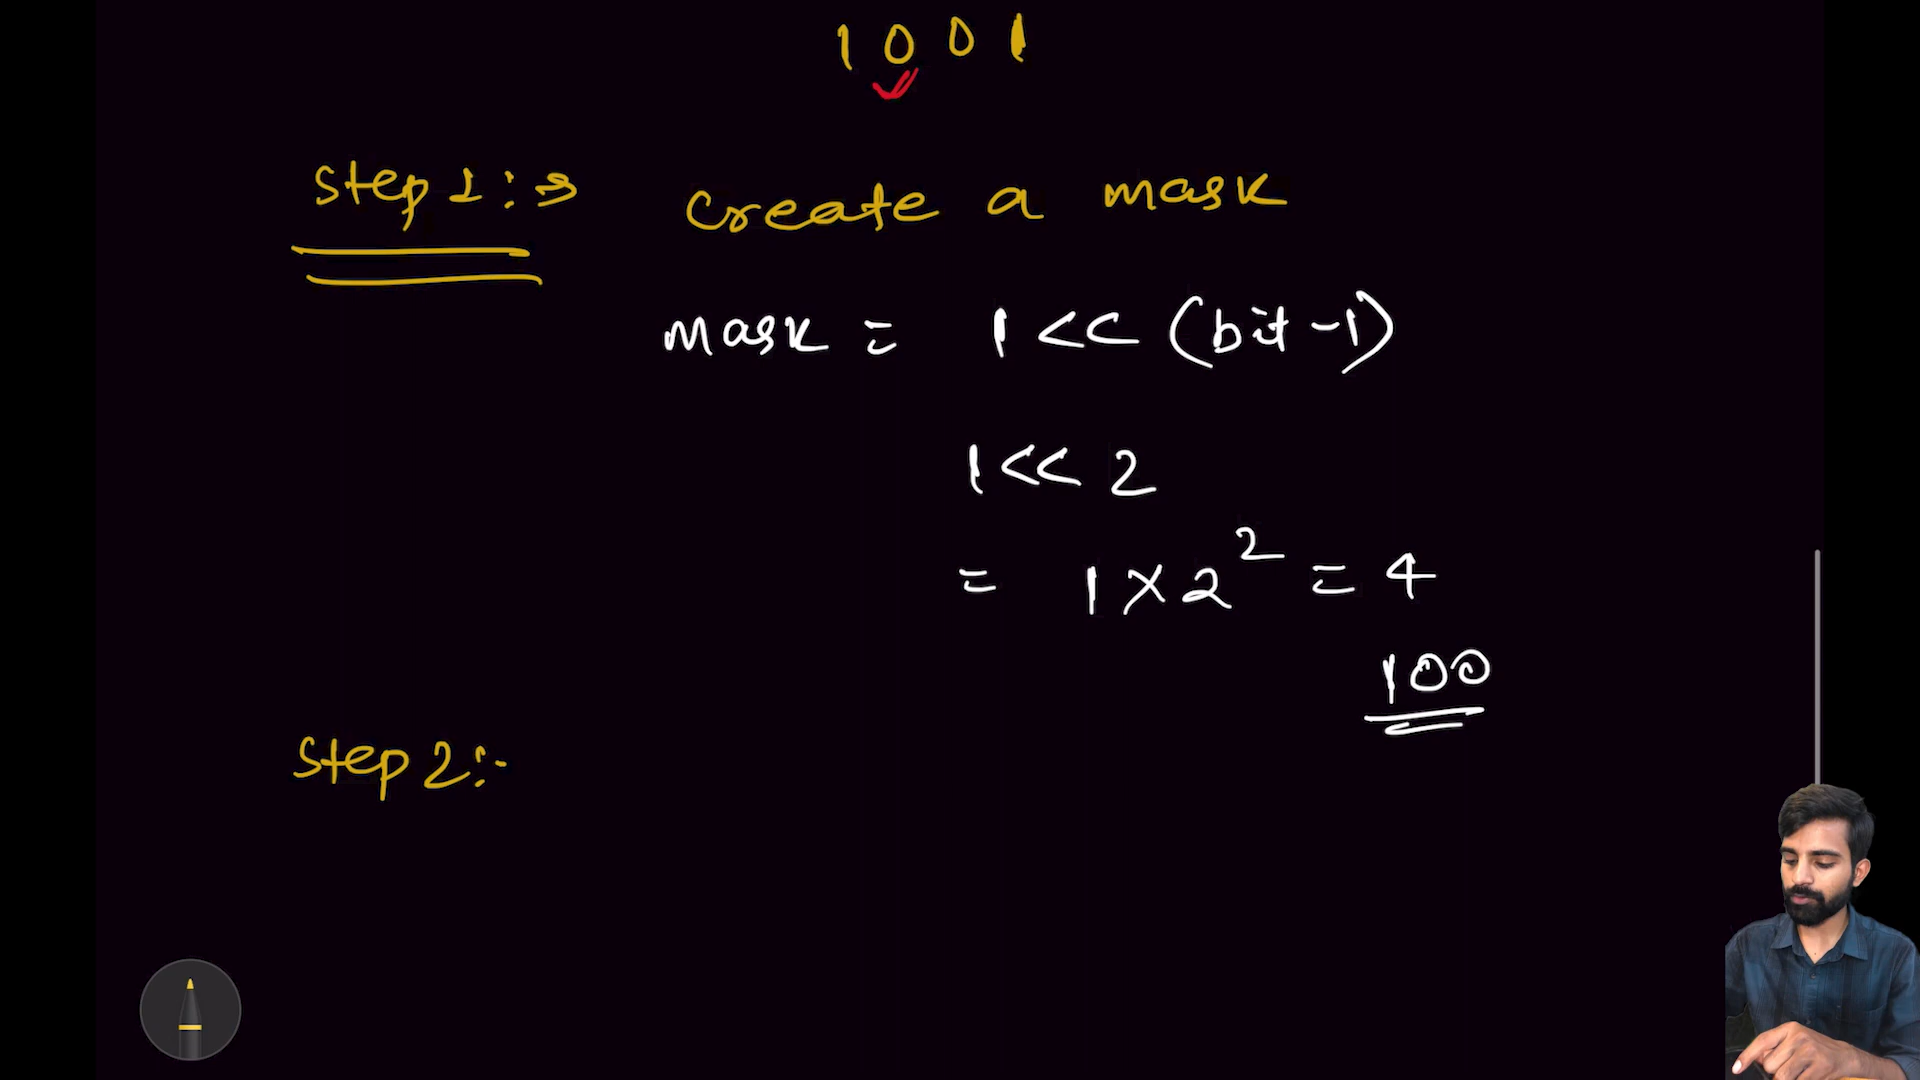 1 0 0 1
Step 1:→ create a mask
mask = 1 << (bit - 1)
1 << 2
= 1 × 2² = 4
100
Step 2:-